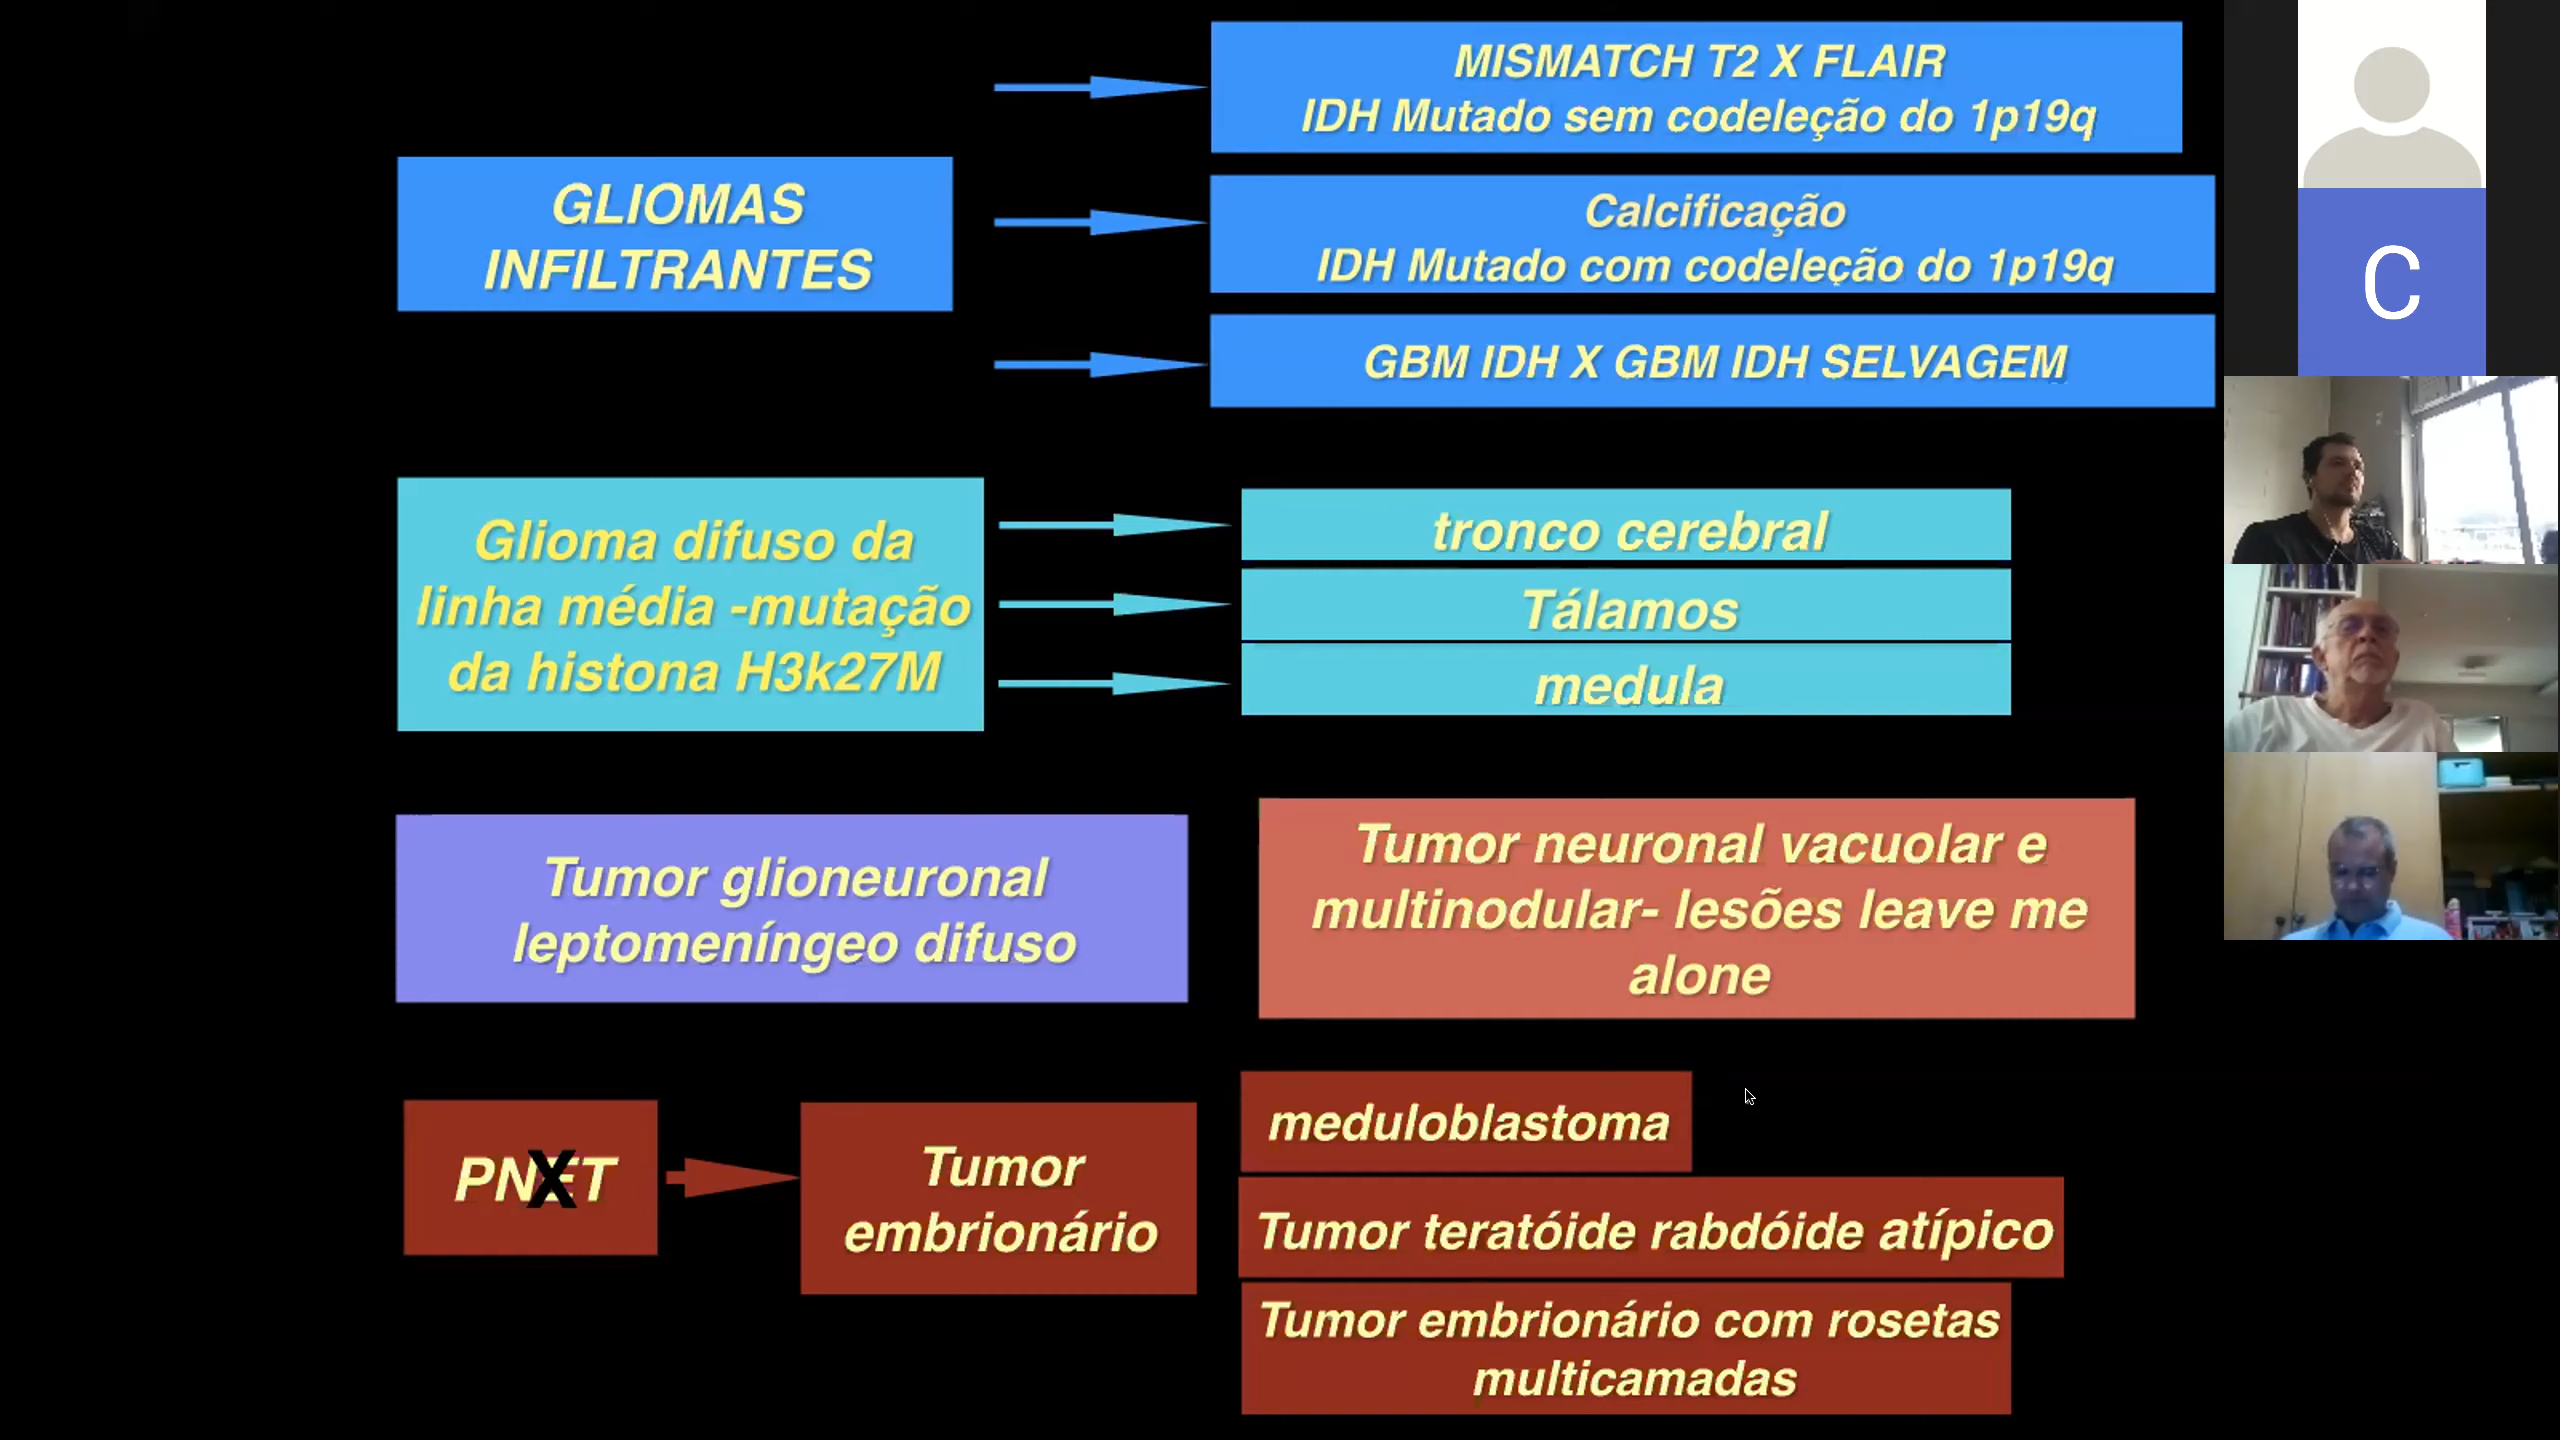 GLIOMAS
INFILTRANTES
MISMATCH T2 X FLAIR
IDH Mutado sem codeleção do 1p19q
Calcificação
IDH Mutado com codeleção do 1p19q
GBM IDH X GBM IDH SELVAGEM
Glioma difuso da
linha média -mutação
da histona H3k27M
tronco cerebral
Tálamos
medula
Tumor glioneuronal
leptomeníngeo difuso
Tumor neuronal vacuolar e
multinodular- lesões leave me
alone
PNET
X
Tumor
embrionário
meduloblastoma
Tumor teratóide rabdóide atípico
Tumor embrionário com rosetas
multicamadas
C